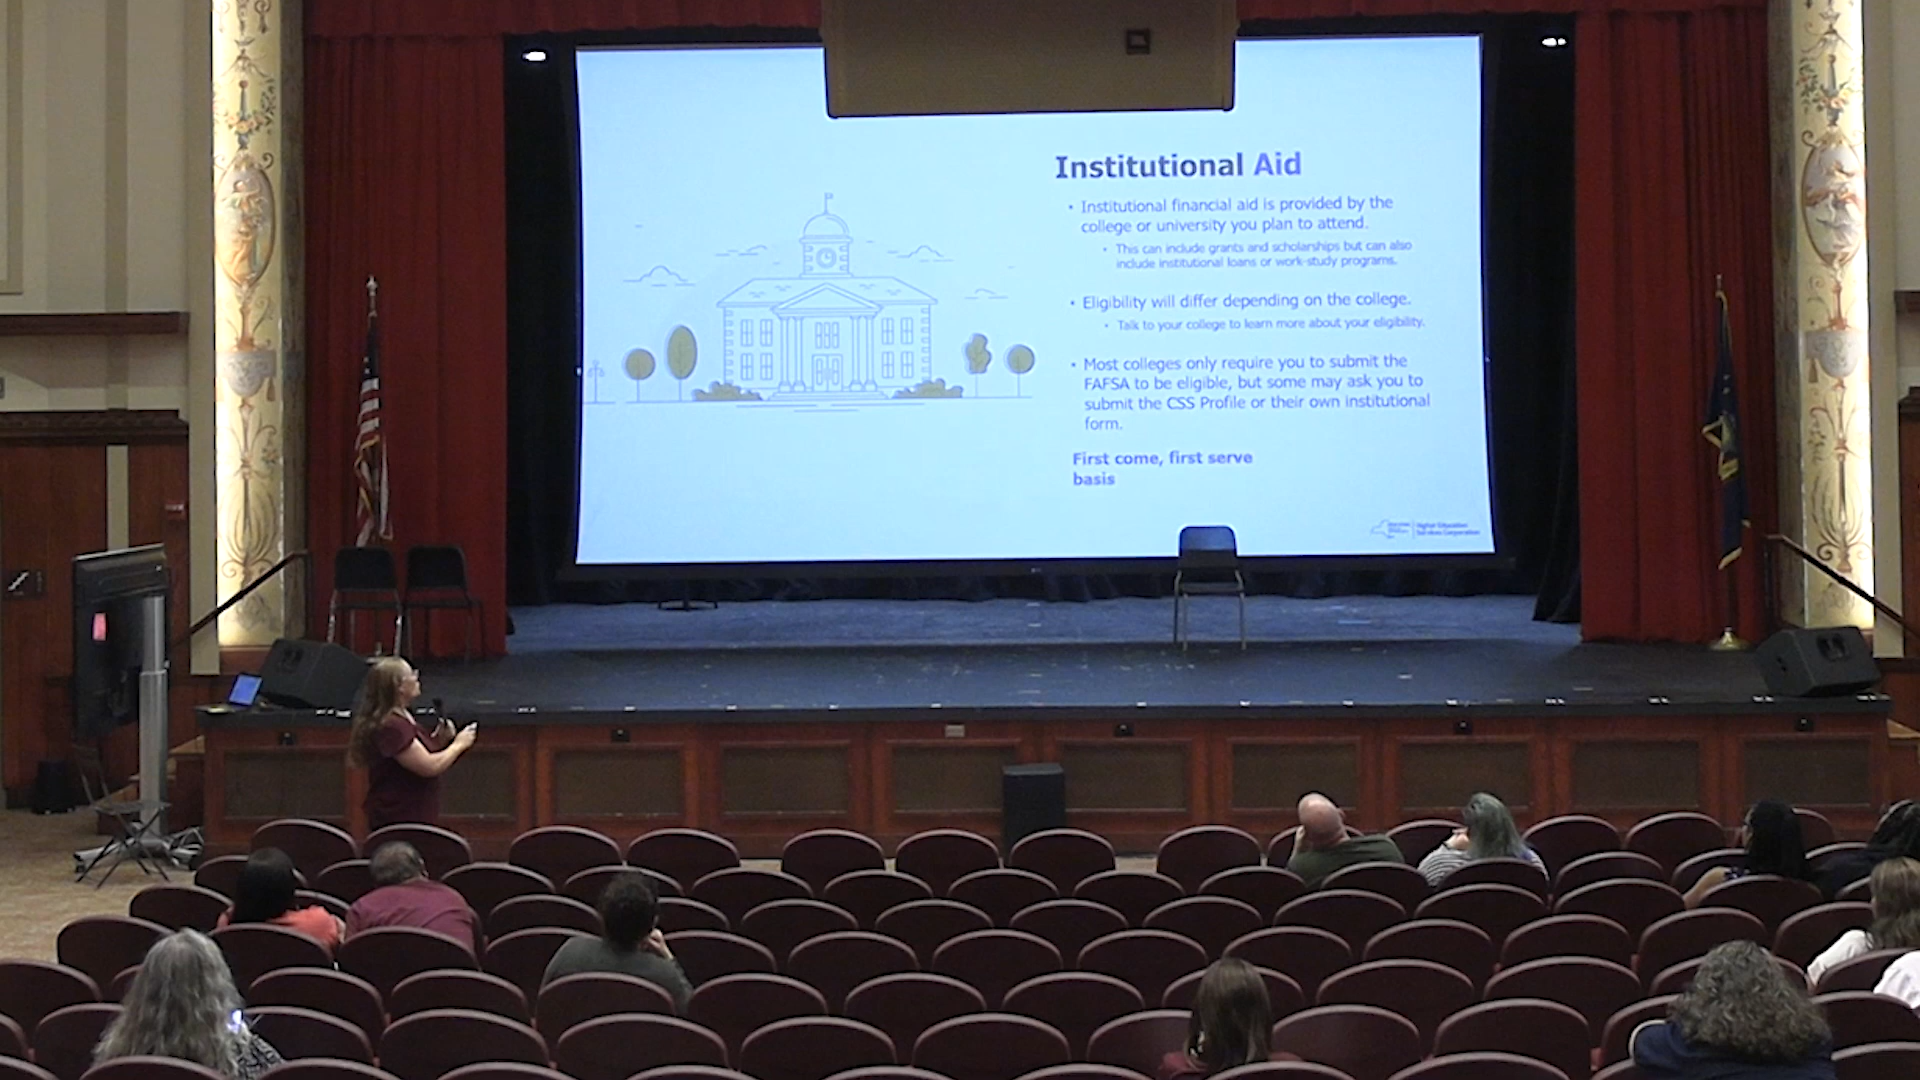 Institutional Aid
• Institutional financial aid is provided by the
college or university you plan to attend.
• This can include grants and scholarships but can also
include institutional loans or work-study programs.
• Eligibility will differ depending on the college.
• Talk to your college to learn more about your eligibility.
• Most colleges only require you to submit the
FAFSA to be eligible, but some may ask you to
submit the CSS Profile or their own institutional
form.
First come, first serve
basis
Higher Education
Services Corporation